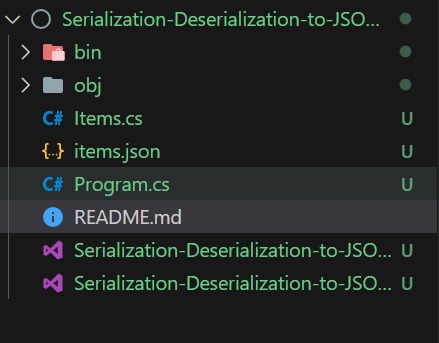 Serialization-Deserialization-to-JSO...
bin
obj
C# Items.cs U
{..} items.json U
C# Program.cs U
README.md
Serialization-Deserialization-to-JSO... U
Serialization-Deserialization-to-JSO... U